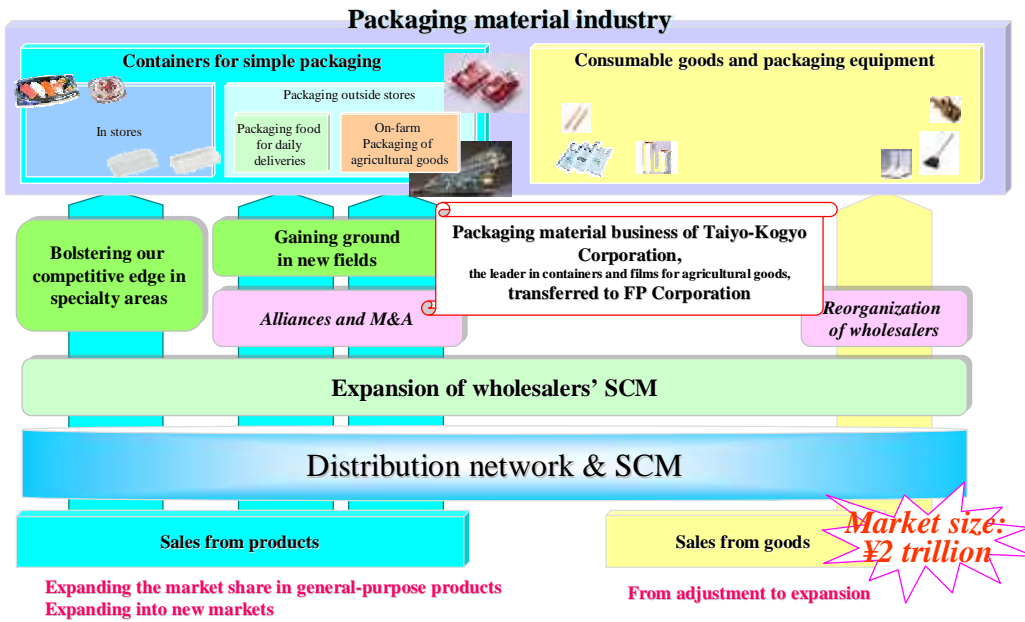 Packaging material industry
Containers for simple packaging
Consumable goods and packaging equipment
Packaging outside stores
In stores
Packaging food
for daily
deliveries
On-farm
Packaging of
agricultural goods
Bolstering our
competitive edge in
specialty areas
Gaining ground
in new fields
Packaging material business of Taiyo-Kogyo
Corporation,
the leader in containers and films for agricultural goods,
transferred to FP Corporation
Alliances and M&A
Reorganization
of wholesalers
Expansion of wholesalers’ SCM
Distribution network & SCM
Sales from products
Sales from goods
Market size:
¥2 trillion
Expanding the market share in general-purpose products
Expanding into new markets
From adjustment to expansion